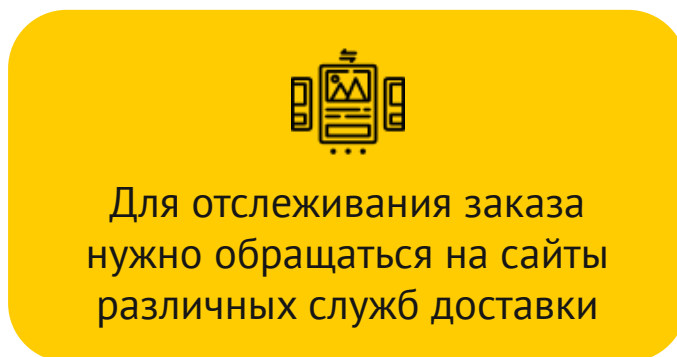 Для отслеживания заказа
нужно обращаться на сайты
различных служб доставки